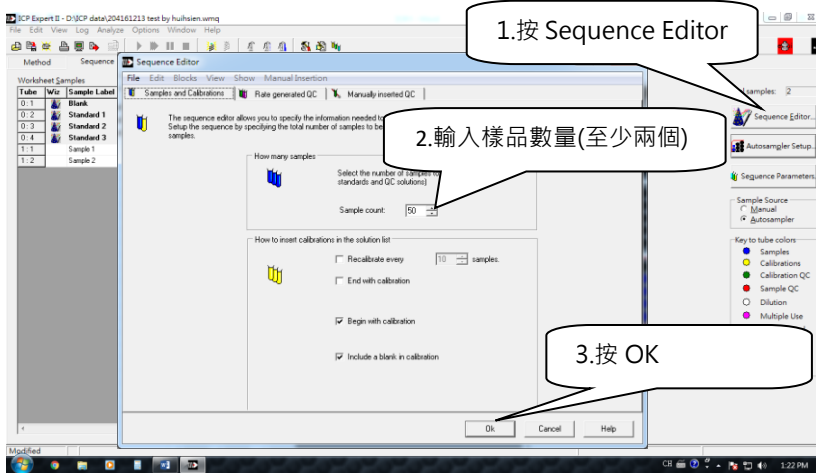 ICP Expert II - D:\ICP data\204161213 test by huihsien.wmq
File Edit View Log Analyze Options Window Help
1.按 Sequence Editor
Method Sequence
Sequence Editor
File Edit Blocks View Show Manual Insertion
Samples and Calibrations Rate generated QC Manually inserted QC
Worksheet Samples
Tube Wiz Sample Label
0:1 Blank
0:2 Standard 1
0:3 Standard 2
0:4 Standard 3
1:1 Sample 1
1:2 Sample 2
The sequence editor allows you to specify the information needed to
Setup the sequence by specifying the total number of samples to be
samples.
2.輸入樣品數量(至少兩個)
How many samples
Select the number of samples to
standards and QC solutions)
Sample count: 50
How to insert calibrations in the solution list
Recalibrate every 10 samples.
End with calibration
Begin with calibration
Include a blank in calibration
3.按 OK
Ok Cancel Help
samples: 2
Sequence Editor...
Autosampler Setup...
Sequence Parameters.
Sample Source
Manual
Autosampler
Key to tube colors
Samples
Calibrations
Calibration QC
Sample QC
Dilution
Multiple Use
Modified
CH
1:22 PM